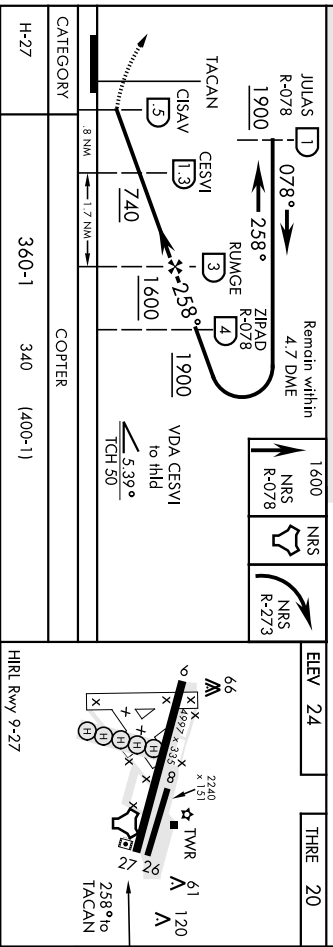 TACAN
JULAS
R-078
1
1900
078°
258°
Remain within
4.7 DME
CISAV
.5
CESVI
1.3
RUMGE
3
ZIPAD
R-078
4
258°
740
1600
1900
.8 NM
1.7 NM
VDA CESVI
to thld
5.39°
TCH 50
CATEGORY
COPTER
H-27
360-1 340 (400-1)
1600
NRS
R-078
NRS
NRS
R-273
ELEV 24
THRE 20
66
9
4997 x 335
8
2240
x 151
TWR
61
120
27
26
258° to
TACAN
X
X
X
X
X
X
X
X
H
H
H
H
H
HIRL Rwy 9-27